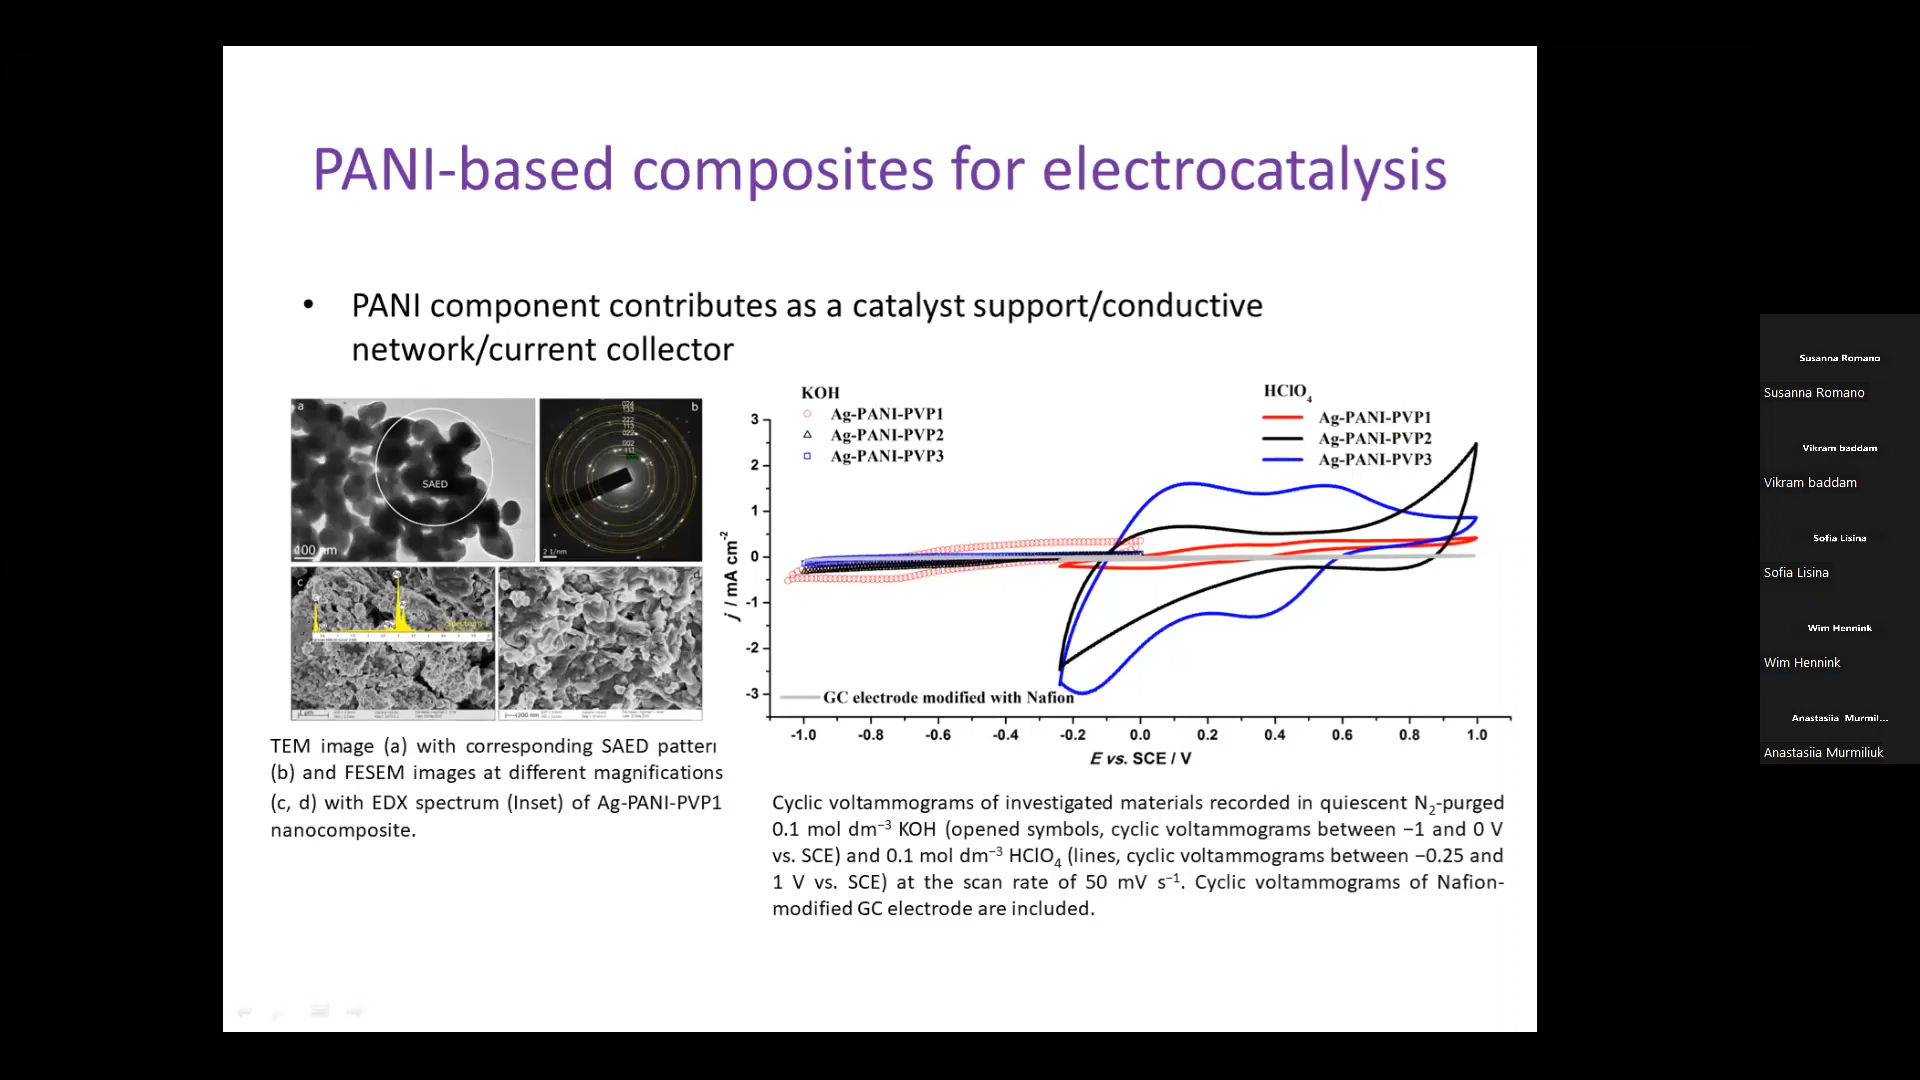 PANI-based composites for electrocatalysis
• PANI component contributes as a catalyst support/conductive
network/current collector
a
SAED
100 nm
b
024
133
222
113
022
002
111
2 1/nm
c
d
200 nm
TEM image (a) with corresponding SAED pattern
(b) and FESEM images at different magnifications
(c, d) with EDX spectrum (Inset) of Ag-PANI-PVP1
nanocomposite.
KOH
Ag-PANI-PVP1
Ag-PANI-PVP2
Ag-PANI-PVP3
HClO4
Ag-PANI-PVP1
Ag-PANI-PVP2
Ag-PANI-PVP3
3
2
1
0
-1
-2
-3
j / mA cm-2
GC electrode modified with Nafion
-1.0 -0.8 -0.6 -0.4 -0.2 0.0 0.2 0.4 0.6 0.8 1.0
E vs. SCE / V
Cyclic voltammograms of investigated materials recorded in quiescent N2-purged
0.1 mol dm−3 KOH (opened symbols, cyclic voltammograms between −1 and 0 V
vs. SCE) and 0.1 mol dm−3 HClO4 (lines, cyclic voltammograms between −0.25 and
1 V vs. SCE) at the scan rate of 50 mV s−1. Cyclic voltammograms of Nafion-
modified GC electrode are included.
Susanna Romano
Susanna Romano
Vikram baddam
Vikram baddam
Sofia Lisina
Sofia Lisina
Wim Hennink
Wim Hennink
Anastasiia Murmil...
Anastasiia Murmiliuk